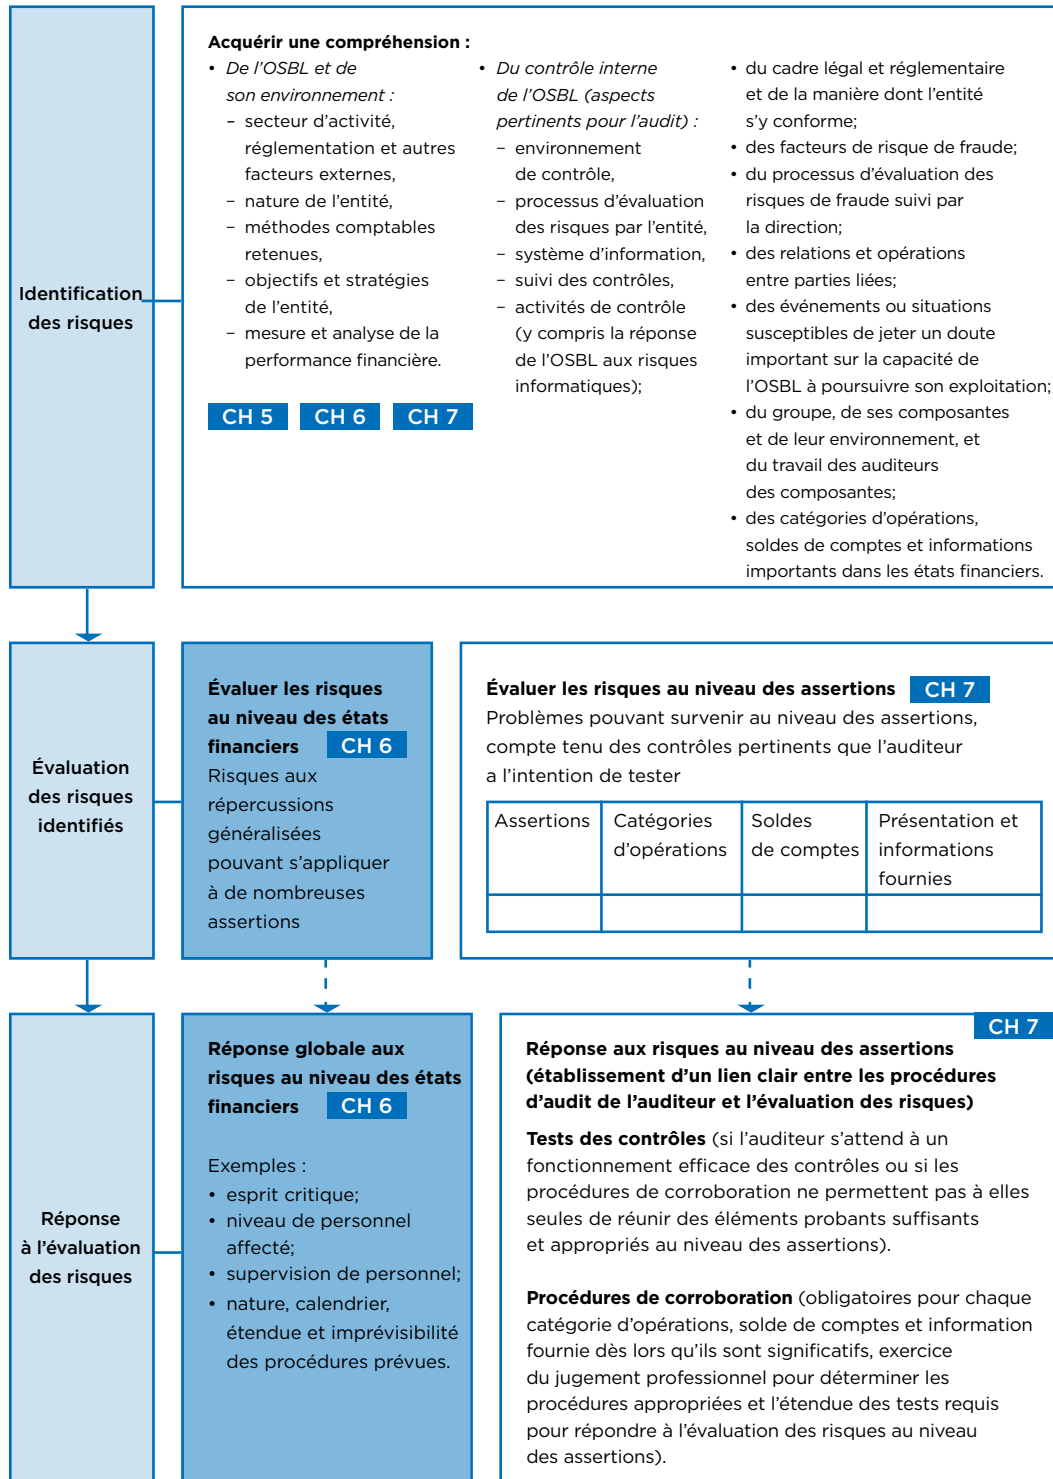 Identification
des risques
Acquérir une compréhension :
• De l’OSBL et de
son environnement :
– secteur d’activité,
réglementation et autres
facteurs externes,
– nature de l’entité,
– méthodes comptables
retenues,
– objectifs et stratégies
de l’entité,
– mesure et analyse de la
performance financière.
CH 5 CH 6 CH 7
• Du contrôle interne
de l’OSBL (aspects
pertinents pour l’audit) :
– environnement
de contrôle,
– processus d’évaluation
des risques par l’entité,
– système d’information,
– suivi des contrôles,
– activités de contrôle
(y compris la réponse
de l’OSBL aux risques
informatiques);
• du cadre légal et réglementaire
et de la manière dont l’entité
s’y conforme;
• des facteurs de risque de fraude;
• du processus d’évaluation des
risques de fraude suivi par
la direction;
• des relations et opérations
entre parties liées;
• des événements ou situations
susceptibles de jeter un doute
important sur la capacité de
l’OSBL à poursuivre son exploitation;
• du groupe, de ses composantes
et de leur environnement, et
du travail des auditeurs
des composantes;
• des catégories d’opérations,
soldes de comptes et informations
importants dans les états financiers.
Évaluation
des risques
identifiés
Évaluer les risques
au niveau des états
financiers CH 6
Risques aux
répercussions
généralisées
pouvant s’appliquer
à de nombreuses
assertions
Évaluer les risques au niveau des assertions CH 7
Problèmes pouvant survenir au niveau des assertions,
compte tenu des contrôles pertinents que l’auditeur
a l’intention de tester
Assertions
Catégories
d’opérations
Soldes
de comptes
Présentation et
informations
fournies
Réponse
à l’évaluation
des risques
Réponse globale aux
risques au niveau des états
financiers CH 6
Exemples :
• esprit critique;
• niveau de personnel
affecté;
• supervision de personnel;
• nature, calendrier,
étendue et imprévisibilité
des procédures prévues.
CH 7
Réponse aux risques au niveau des assertions
(établissement d’un lien clair entre les procédures
d’audit de l’auditeur et l’évaluation des risques)
Tests des contrôles (si l’auditeur s’attend à un
fonctionnement efficace des contrôles ou si les
procédures de corroboration ne permettent pas à elles
seules de réunir des éléments probants suffisants
et appropriés au niveau des assertions).
Procédures de corroboration (obligatoires pour chaque
catégorie d’opérations, solde de comptes et information
fournie dès lors qu’ils sont significatifs, exercice
du jugement professionnel pour déterminer les
procédures appropriées et l’étendue des tests requis
pour répondre à l’évaluation des risques au niveau
des assertions).